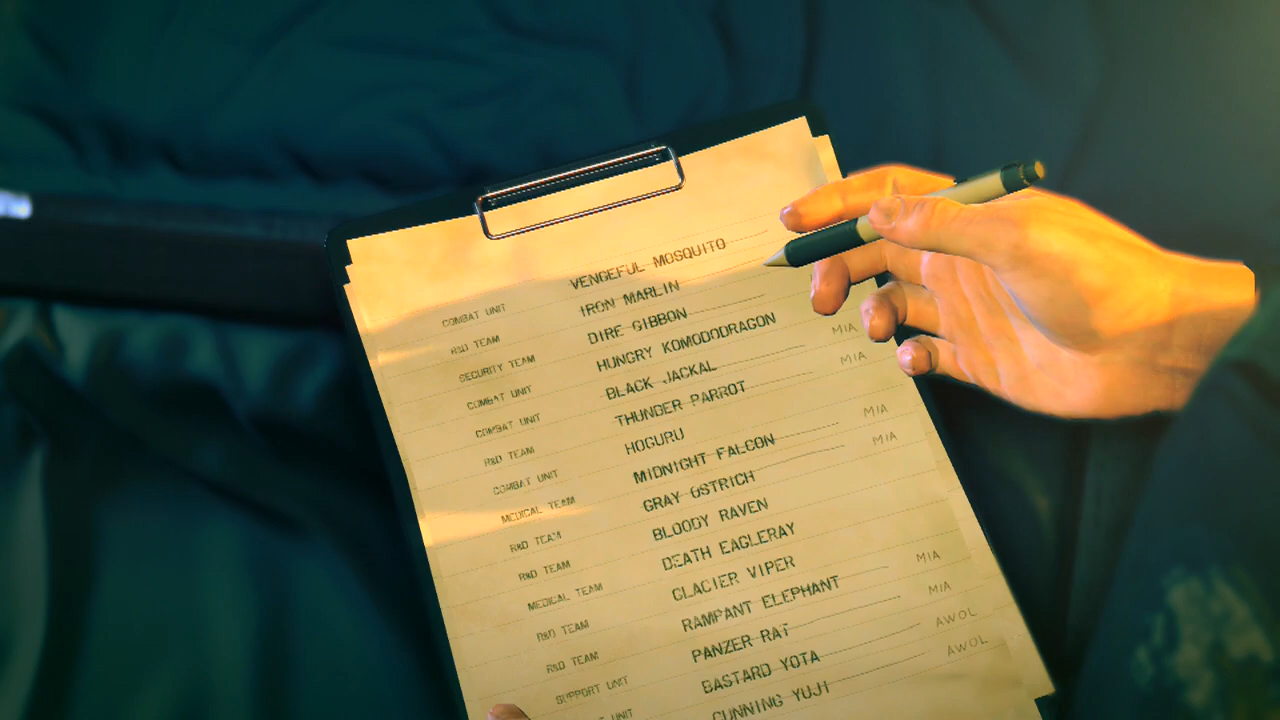 COMBAT UNIT VENGEFUL MOSQUITO
R&D TEAM IRON MARLIN
SECURITY TEAM DIRE GIBBON
COMBAT UNIT HUNGRY KOMODODRAGON
COMBAT UNIT BLACK JACKAL MIA
R&D TEAM THUNDER PARROT MIA
COMBAT UNIT HOGURU
MEDICAL TEAM MIDNIGHT FALCON MIA
R&D TEAM GRAY OSTRICH MIA
R&D TEAM BLOODY RAVEN
MEDICAL TEAM DEATH EAGLERAY
R&D TEAM GLACIER VIPER
R&D TEAM RAMPANT ELEPHANT MIA
SUPPORT UNIT PANZER RAT MIA
UNIT BASTARD YOTA AWOL
CUNNING YUJI AWOL